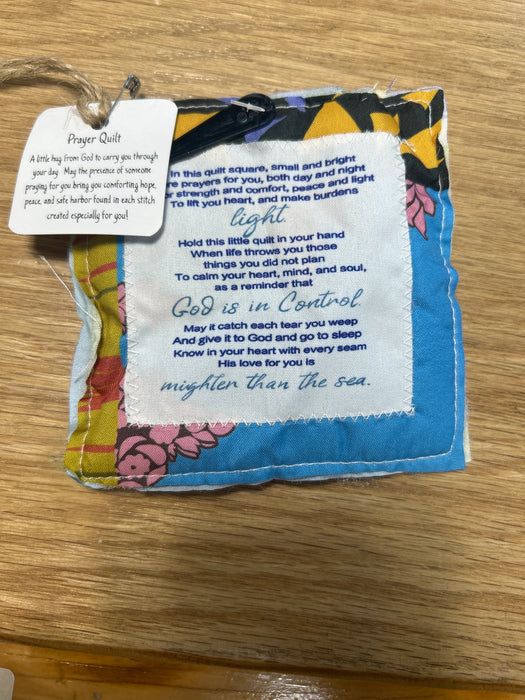 Prayer Quilt
A little hug from God to carry you through
your day. May the presence of someone
praying for you bring you comforting hope,
peace, and safe harbor found in each stitch
created especially for you!
In this quilt square, small and bright
re prayers for you, both day and night
r strength and comfort, peace and light
To lift you heart, and make burdens
light.
Hold this little quilt in your hand
When life throws you those
things you did not plan
To calm your heart, mind, and soul,
as a reminder that
God is in Control.
May it catch each tear you weep
And give it to God and go to sleep
Know in your heart with every seam
His love for you is
mighten than the sea.